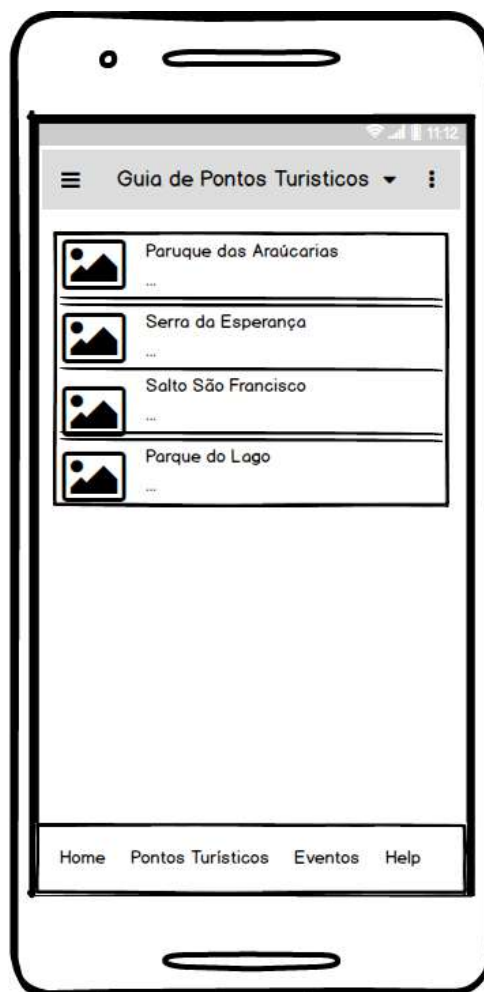 11:12
Guia de Pontos Turisticos
Paruque das Araúcarias
...
Serra da Esperança
...
Salto São Francisco
...
Parque do Lago
...
Home Pontos Turísticos Eventos Help